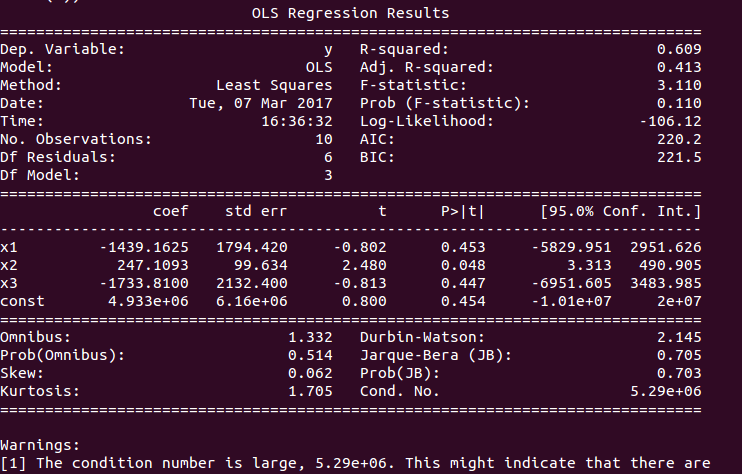 OLS Regression Results
==============================================================================
Dep. Variable:                      y   R-squared:                       0.609
Model:                            OLS   Adj. R-squared:                  0.413
Method:                 Least Squares   F-statistic:                     3.110
Date:                Tue, 07 Mar 2017   Prob (F-statistic):              0.110
Time:                        16:36:32   Log-Likelihood:                -106.12
No. Observations:                  10   AIC:                             220.2
Df Residuals:                       6   BIC:                             221.5
Df Model:                           3
==============================================================================
                 coef    std err          t      P>|t|      [95.0% Conf. Int.]
------------------------------------------------------------------------------
x1         -1439.1625   1794.420     -0.802      0.453     -5829.951  2951.626
x2           247.1093     99.634      2.480      0.048         3.313   490.905
x3         -1733.8100   2132.400     -0.813      0.447     -6951.605  3483.985
const       4.933e+06   6.16e+06      0.800      0.454     -1.01e+07     2e+07
==============================================================================
Omnibus:                        1.332   Durbin-Watson:                   2.145
Prob(Omnibus):                  0.514   Jarque-Bera (JB):                0.705
Skew:                           0.062   Prob(JB):                        0.703
Kurtosis:                       1.705   Cond. No.                     5.29e+06
==============================================================================
Warnings:
[1] The condition number is large, 5.29e+06. This might indicate that there are